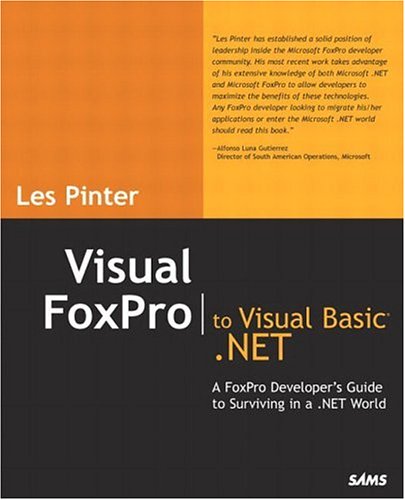 "Les Pinter has established a solid position of
leadership inside the Microsoft FoxPro developer
community. His most recent work takes advantage
of his extensive knowledge of both Microsoft .NET
and Microsoft FoxPro to allow developers to
maximize the benefits of these technologies.
Any FoxPro developer looking to migrate his/her
applications or enter the Microsoft .NET world
should read this book."
—Alfonso Luna Gutierrez
Director of South American Operations, Microsoft
Les Pinter
Visual
FoxPro
to Visual Basic®
.NET
A FoxPro Developer's Guide
to Surviving in a .NET World
SAMS